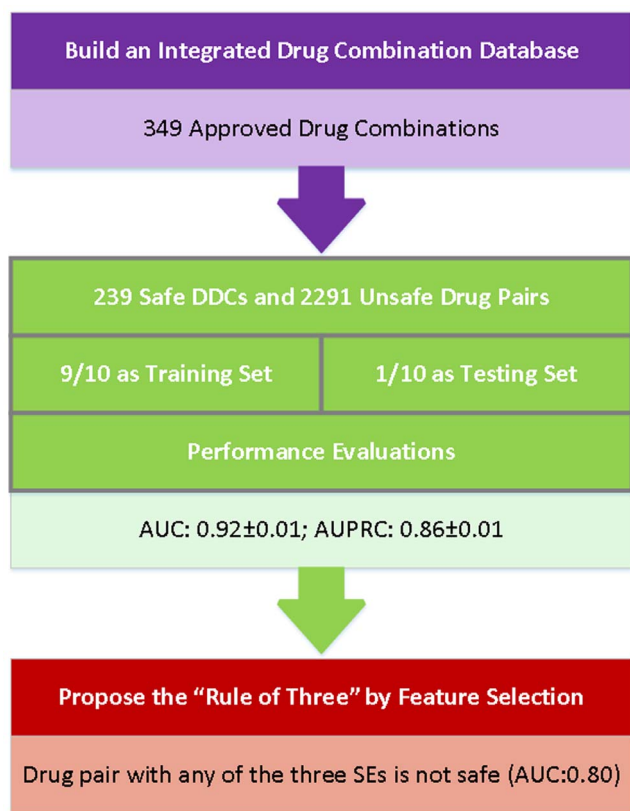 Build an Integrated Drug Combination Database
349 Approved Drug Combinations
239 Safe DDCs and 2291 Unsafe Drug Pairs
9/10 as Training Set
1/10 as Testing Set
Performance Evaluations
AUC: 0.92±0.01; AUPRC: 0.86±0.01
Propose the “Rule of Three” by Feature Selection
Drug pair with any of the three SEs is not safe (AUC:0.80)